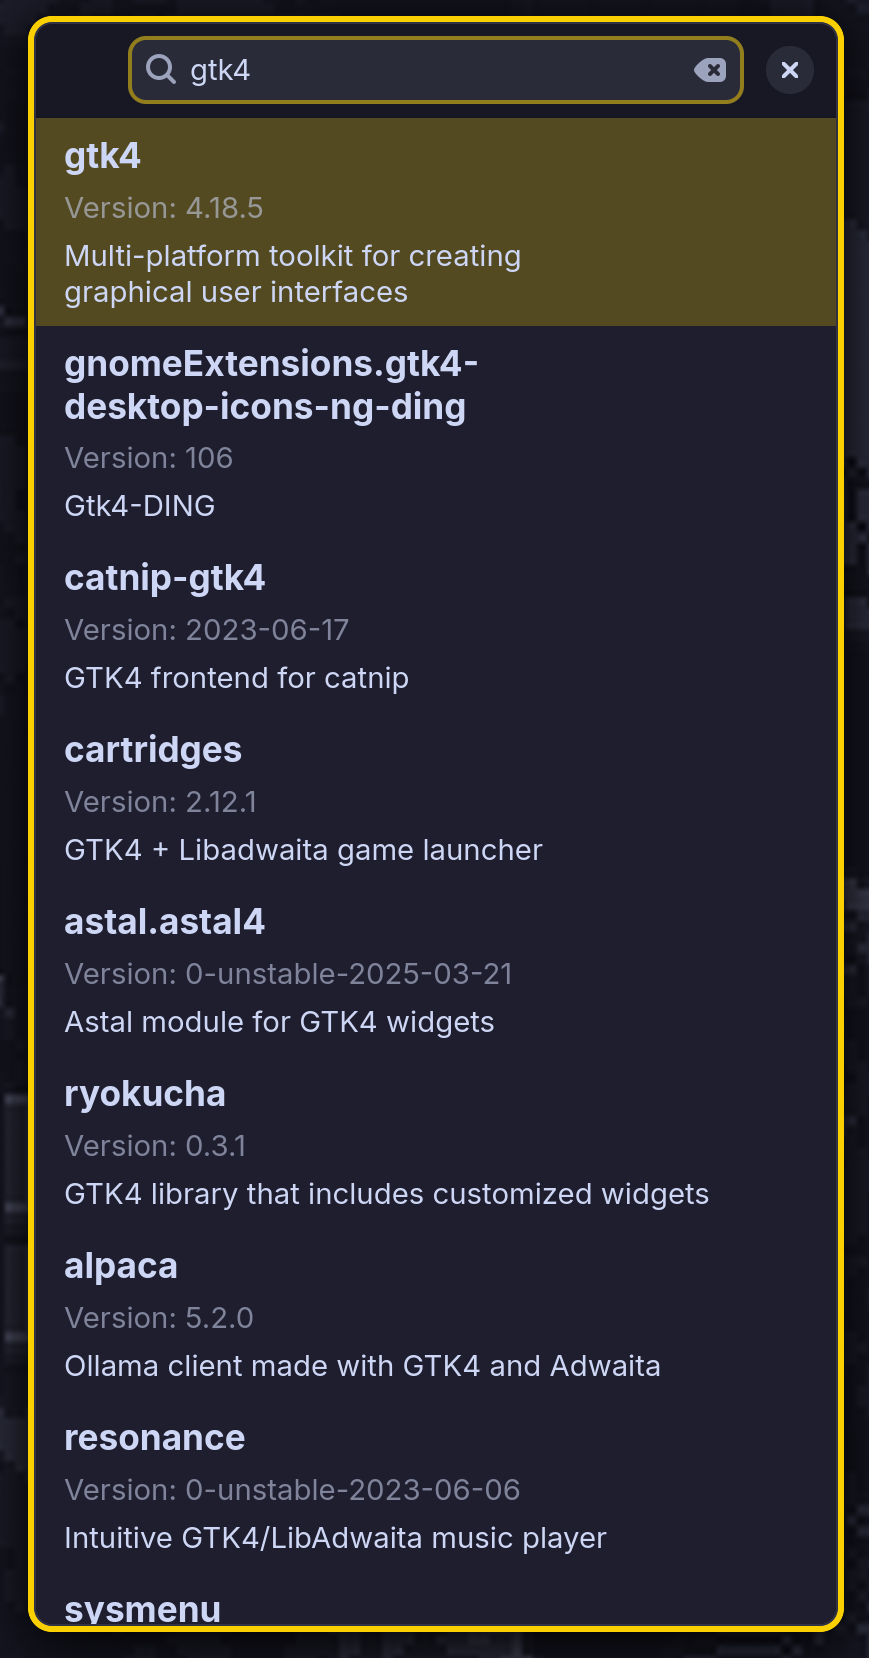 gtk4
gtk4
Version: 4.18.5
Multi-platform toolkit for creating
graphical user interfaces
gnomeExtensions.gtk4-
desktop-icons-ng-ding
Version: 106
Gtk4-DING
catnip-gtk4
Version: 2023-06-17
GTK4 frontend for catnip
cartridges
Version: 2.12.1
GTK4 + Libadwaita game launcher
astal.astal4
Version: 0-unstable-2025-03-21
Astal module for GTK4 widgets
ryokucha
Version: 0.3.1
GTK4 library that includes customized widgets
alpaca
Version: 5.2.0
Ollama client made with GTK4 and Adwaita
resonance
Version: 0-unstable-2023-06-06
Intuitive GTK4/LibAdwaita music player
sysmenu